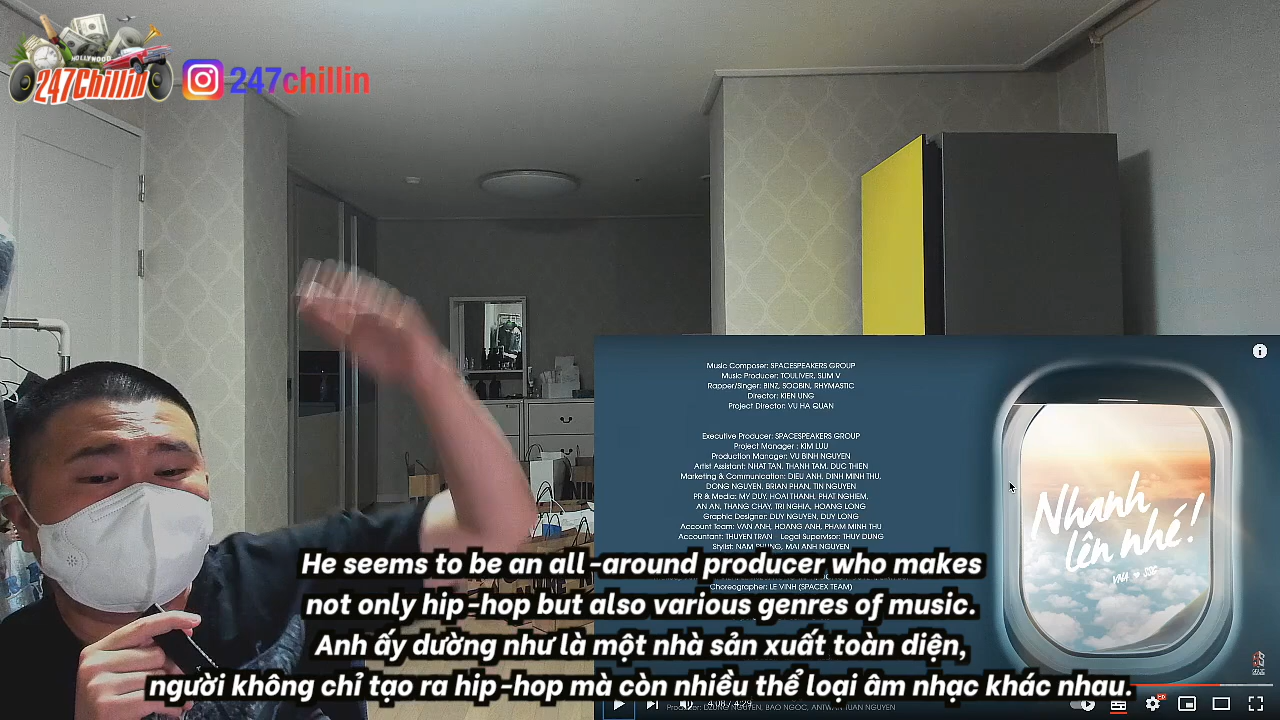 HOLLYWOOD
247Chillin
247chillin
Music Composer: SPACESPEAKERS GROUP
Music Producer: TOULIVER, SLIM V
Rapper/Singer: BINZ, SOOBIN, RHYMASTIC
Director: KIEN UNG
Project Director: VU HA QUAN
Executive Producer: SPACESPEAKERS GROUP
Project Manager : KIM LUU
Production Manager: VU BINH NGUYEN
Artist Assistant: NHAT TAN, THANH TAM, DUC THIEN
Marketing & Communication: DIEU ANH, DINH MINH THU,
DONG NGUYEN, BRIAN PHAN, TIN NGUYEN
PR & Media: MY DUY, HOAI THANH, PHAT NGHIEM,
AN AN, THANG CHAY, TRI NGHIA, HOANG LONG
Graphic Designer: DUY NGUYEN, DUY LONG
Account Team: VAN ANH, HOANG ANH, PHAM MINH THU
Accountant: THUYEN TRAN Legal Supervisor: THUY DUNG
Stylist: NAM PHUNG, MAI ANH NGUYEN
Choreographer: LE VINH (SPACEX TEAM)
Nhanh
lên nhé!
VNA SSG
He seems to be an all-around producer who makes
not only hip-hop but also various genres of music.
Anh ấy dường như là một nhà sản xuất toàn diện,
người không chỉ tạo ra hip-hop mà còn nhiều thể loại âm nhạc khác nhau.
HD